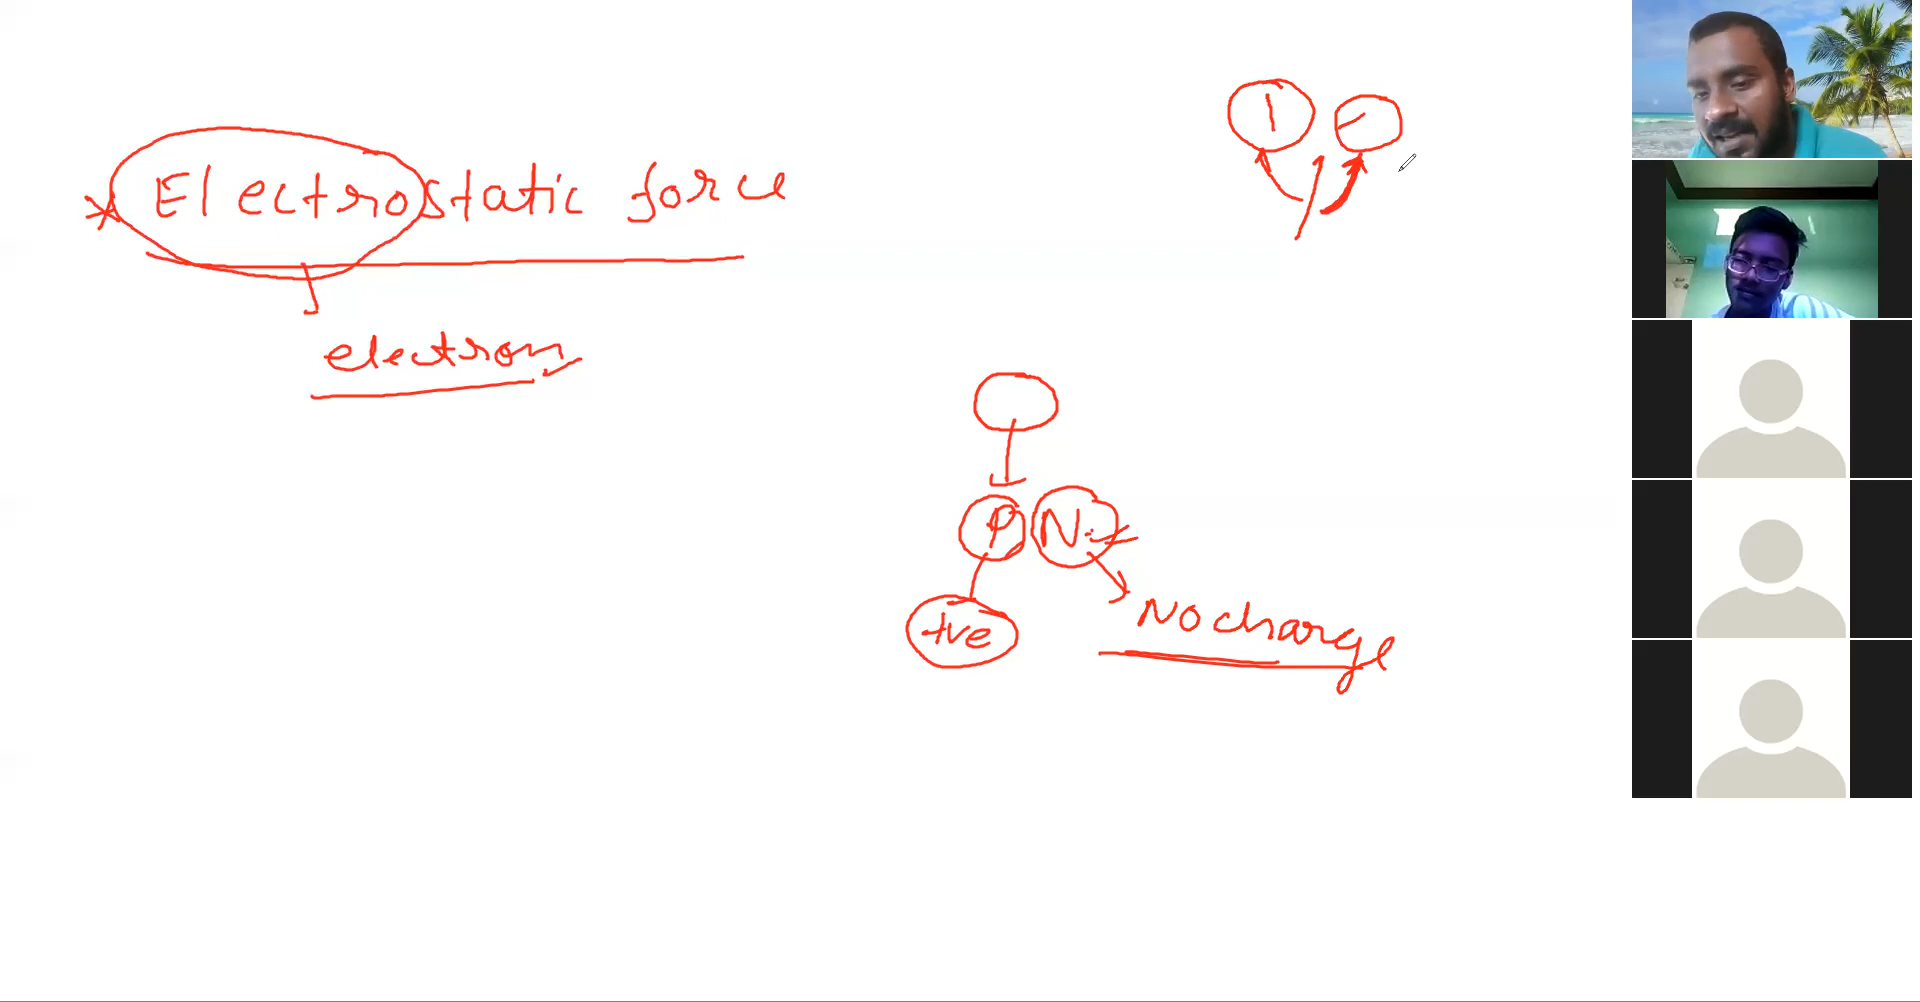 Electrostatic force
electron
P N
+ve
No charge